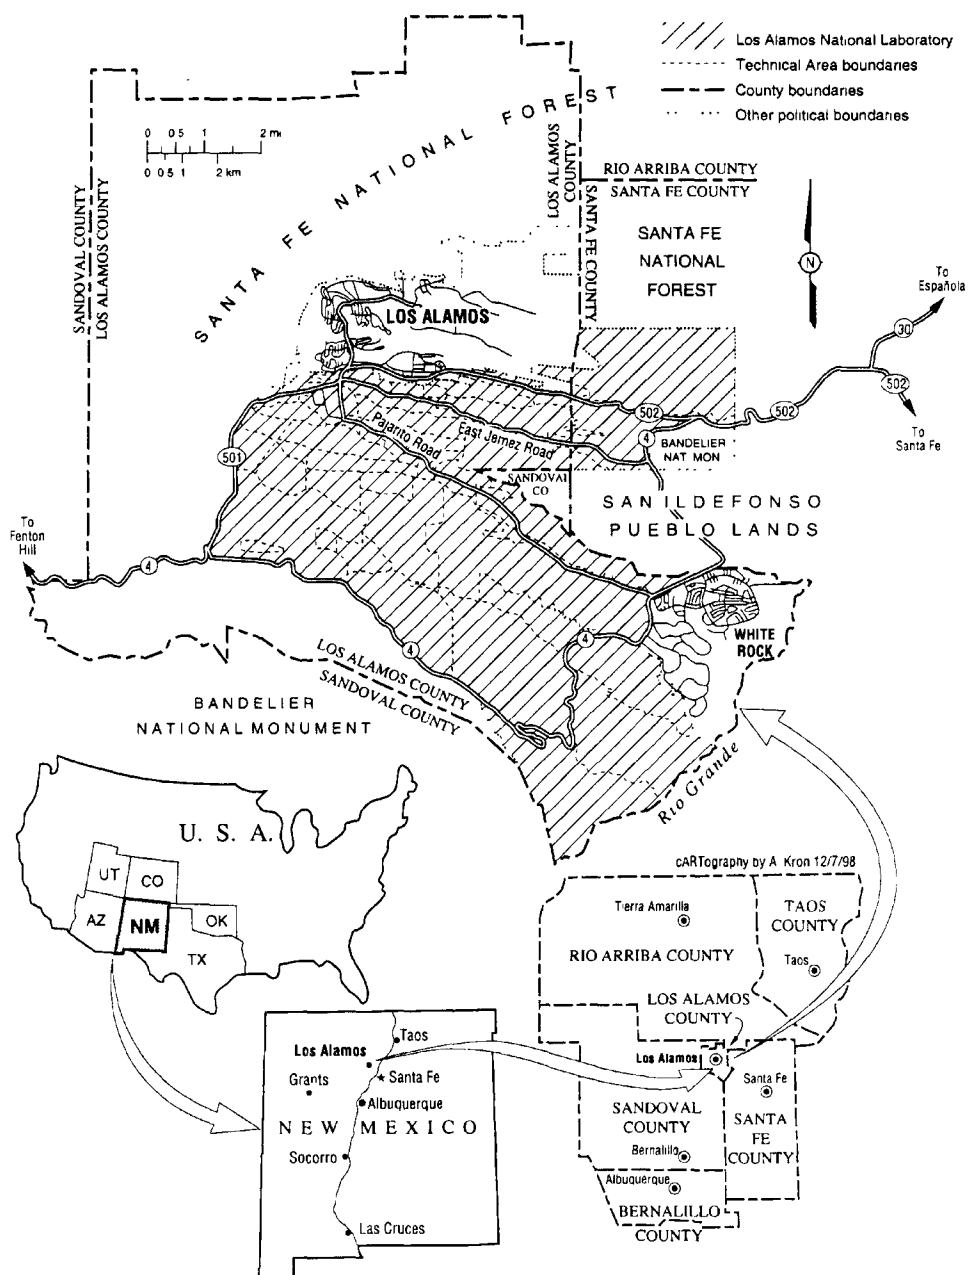 Los Alamos National Laboratory
Technical Area boundaries
County boundaries
Other political boundaries
0 0 5 1 2 mi
0 0 5 1 2 km
SANTA FE NATIONAL FOREST
SANDOVAL COUNTY
LOS ALAMOS COUNTY
LOS ALAMOS
COUNTY
SANTA FE COUNTY
RIO ARRIBA COUNTY
SANTA FE COUNTY
SANTA FE
NATIONAL
FOREST
N
To
Española
30
LOS ALAMOS
502
502
502
To
Santa Fe
4
BANDELIER
NAT MON
East Jemez Road
Pajarito Road
501
SANDOVAL
CO
SAN ILDEFONSO
PUEBLO LANDS
To
Fenton
Hill
4
WHITE
ROCK
4
4
LOS ALAMOS COUNTY
SANDOVAL COUNTY
BANDELIER
NATIONAL MONUMENT
Rio Grande
U. S. A.
UT
CO
AZ
NM
OK
TX
cARTography by A Kron 12/7/98
Tierra Amarilla
TAOS
COUNTY
RIO ARRIBA COUNTY
Taos
LOS ALAMOS
COUNTY
Los Alamos
Santa Fe
SANDOVAL
COUNTY
SANTA
FE
COUNTY
Bernalillo
Albuquerque
BERNALILLO
COUNTY
Taos
Los Alamos
Grants
Santa Fe
Albuquerque
NEW MEXICO
Socorro
Las Cruces